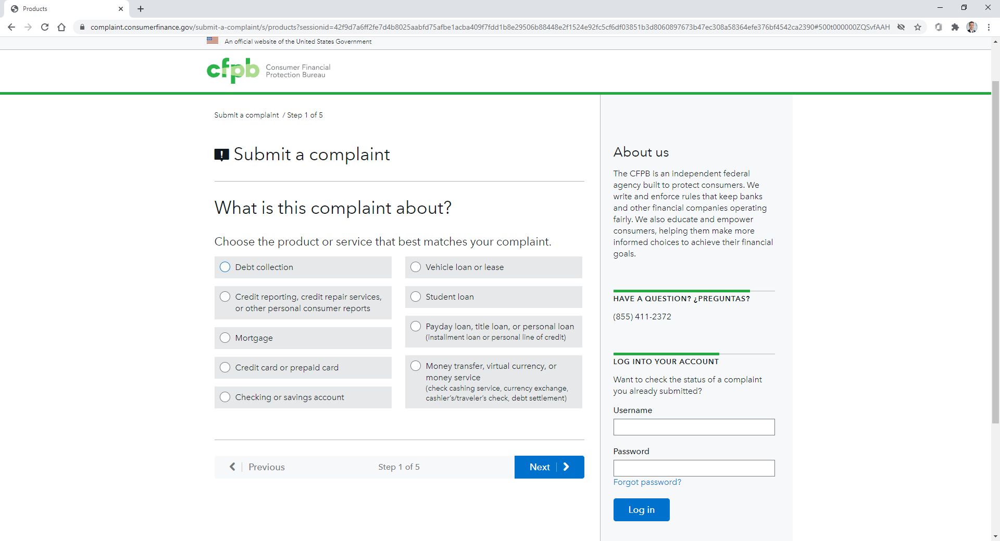 Products
complaint.consumerfinance.gov/submit-a-complaint/s/products?sessionid=42f9d7a6ff2fe7d4b8025aabfd75afbe1acba409f7fdd1b8e29506b88448e2f1524e92fc5cf6df03851b3d8060897673b47ec308a58364efe376bf4542ca2390#500t000000ZQSvfAAH
An official website of the United States Government
cfpb
Consumer Financial
Protection Bureau
Submit a complaint / Step 1 of 5
Submit a complaint
What is this complaint about?
Choose the product or service that best matches your complaint.
Debt collection
Credit reporting, credit repair services,
or other personal consumer reports
Mortgage
Credit card or prepaid card
Checking or savings account
Vehicle loan or lease
Student loan
Payday loan, title loan, or personal loan
(installment loan or personal line of credit)
Money transfer, virtual currency, or
money service
(check cashing service, currency exchange,
cashier’s/traveler’s check, debt settlement)
Previous
Step 1 of 5
Next
About us
The CFPB is an independent federal
agency built to protect consumers. We
write and enforce rules that keep banks
and other financial companies operating
fairly. We also educate and empower
consumers, helping them make more
informed choices to achieve their financial
goals.
HAVE A QUESTION? ¿PREGUNTAS?
(855) 411-2372
LOG INTO YOUR ACCOUNT
Want to check the status of a complaint
you already submitted?
Username
Password
Forgot password?
Log in